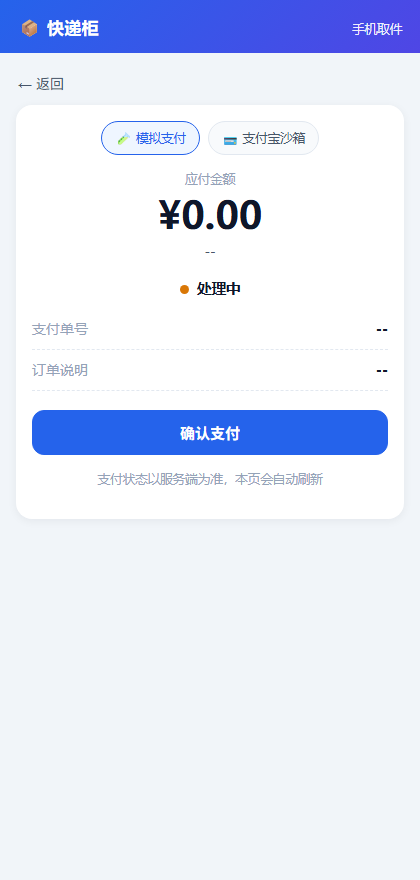 快递柜
手机取件
← 返回
模拟支付
支付宝沙箱
应付金额
¥0.00
--
处理中
支付单号 --
订单说明 --
确认支付
支付状态以服务端为准，本页会自动刷新